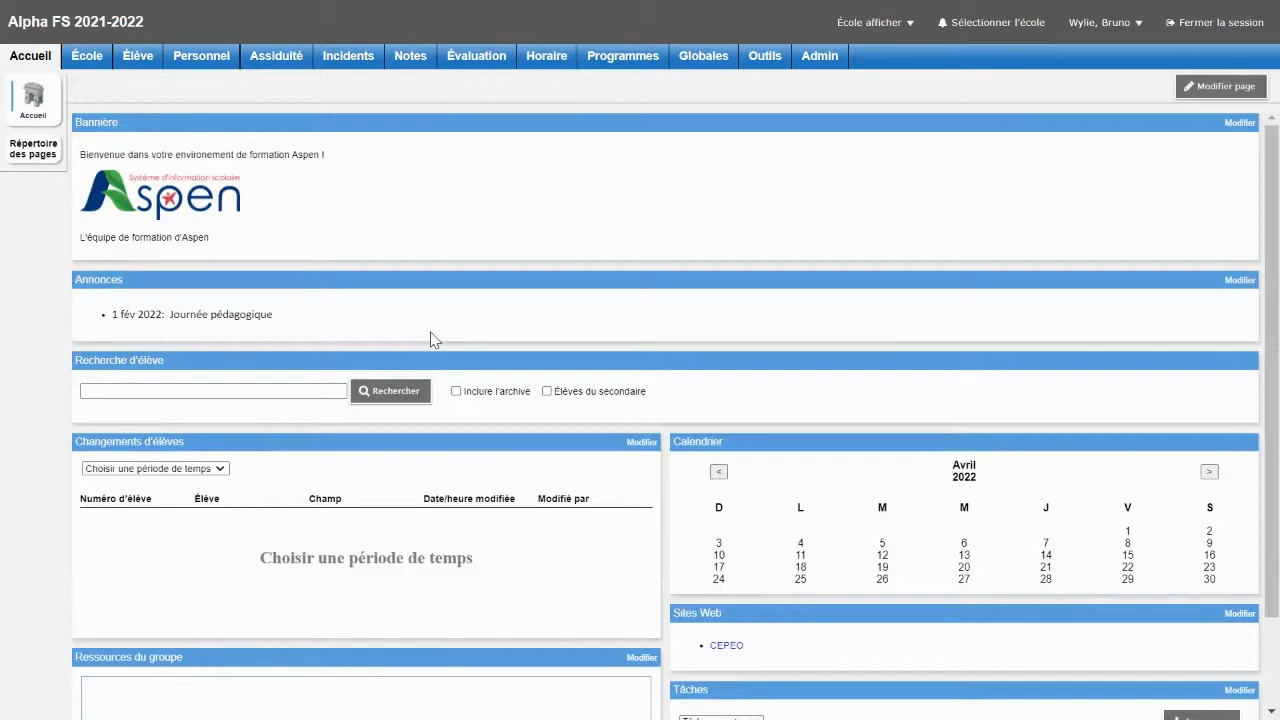 Alpha FS 2021-2022
École afficher
Sélectionner l'école
Wylie, Bruno
Fermer la session
Accueil École Élève Personnel Assiduité Incidents Notes Évaluation Horaire Programmes Globales Outils Admin
Accueil
Répertoire
des pages
Modifier page
Bannière Modifier
Bienvenue dans votre environement de formation Aspen !
Système d'information scolaire
Aspen
L'équipe de formation d'Aspen
Annonces Modifier
• 1 fév 2022: Journée pédagogique
Recherche d'élève
Rechercher Inclure l'archive Élèves du secondaire
Changements d'élèves Modifier
Choisir une période de temps
Numéro d'élève Élève Champ Date/heure modifiée Modifié par
Choisir une période de temps
Ressources du groupe Modifier
Calendrier
< Avril >
2022
D L M M J V S
1 2
3 4 5 6 7 8 9
10 11 12 13 14 15 16
17 18 19 20 21 22 23
24 25 26 27 28 29 30
Sites Web Modifier
• CEPEO
Tâches Modifier